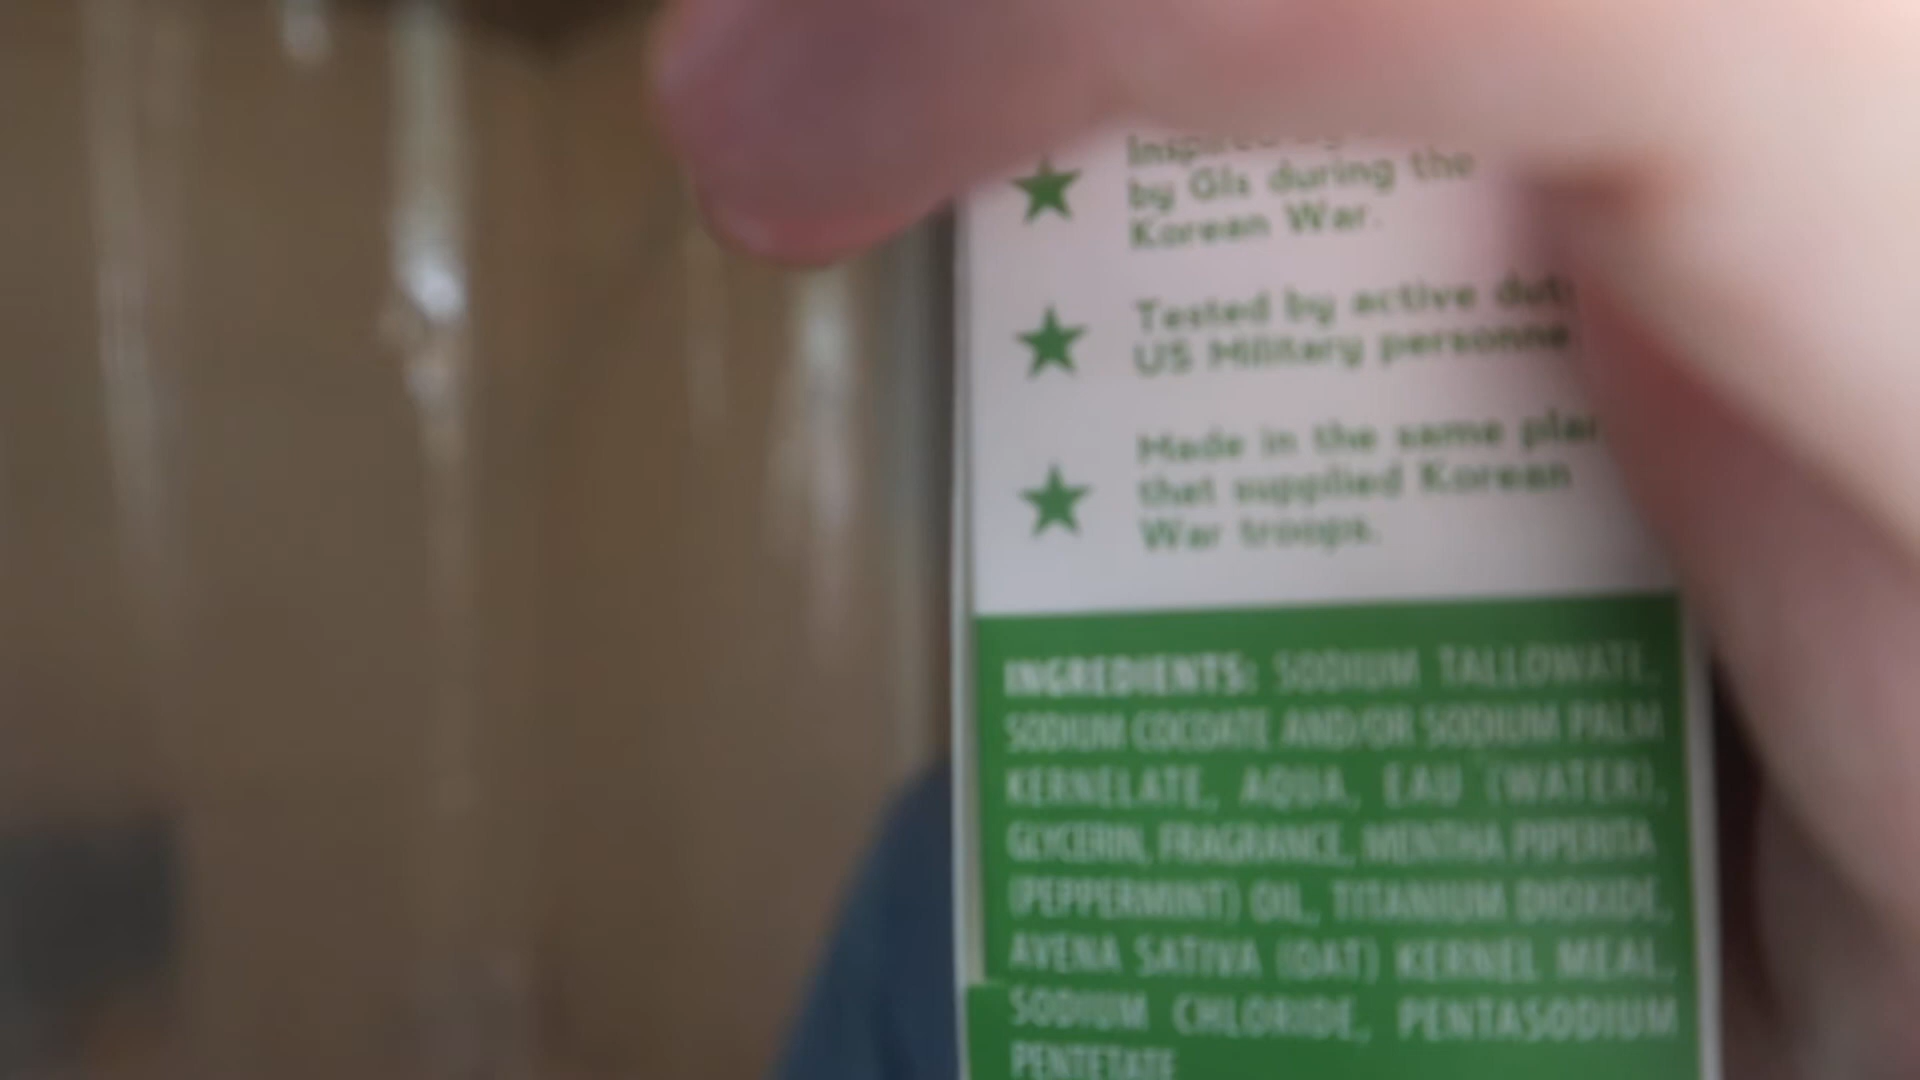 by GIs during the
Korean War.
Tested by active
US Military
Made in the same
that supplied Korean
War troops.
INGREDIENTS: SODIUM TALLOWATE,
SODIUM COCOATE AND/OR SODIUM PALM
KERNELATE, AQUA, EAU (WATER),
GLYCERIN, FRAGRANCE, MENTHA PIPERITA
(PEPPERMINT) OIL, TITANIUM DIOXIDE,
AVENA SATIVA (OAT) KERNEL MEAL,
SODIUM CHLORIDE, PENTASODIUM
PENTETATE